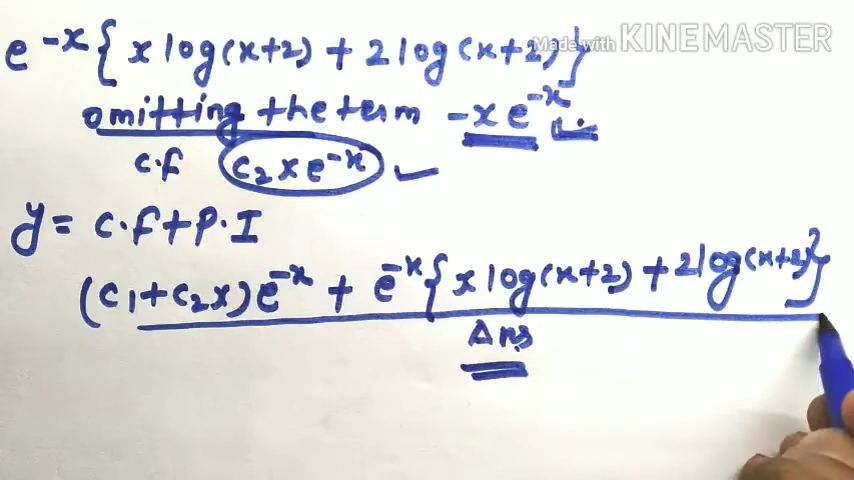 e^-x { x log(x+2) + 2 log(x+2) }
Made with KINEMASTER
omitting the term -x e^-x
C.F C₂xe^-x
y = C.F + P.I
(C₁+C₂x)e^-x + e^-x { x log(x+2) + 2 log(x+2) }
Ans